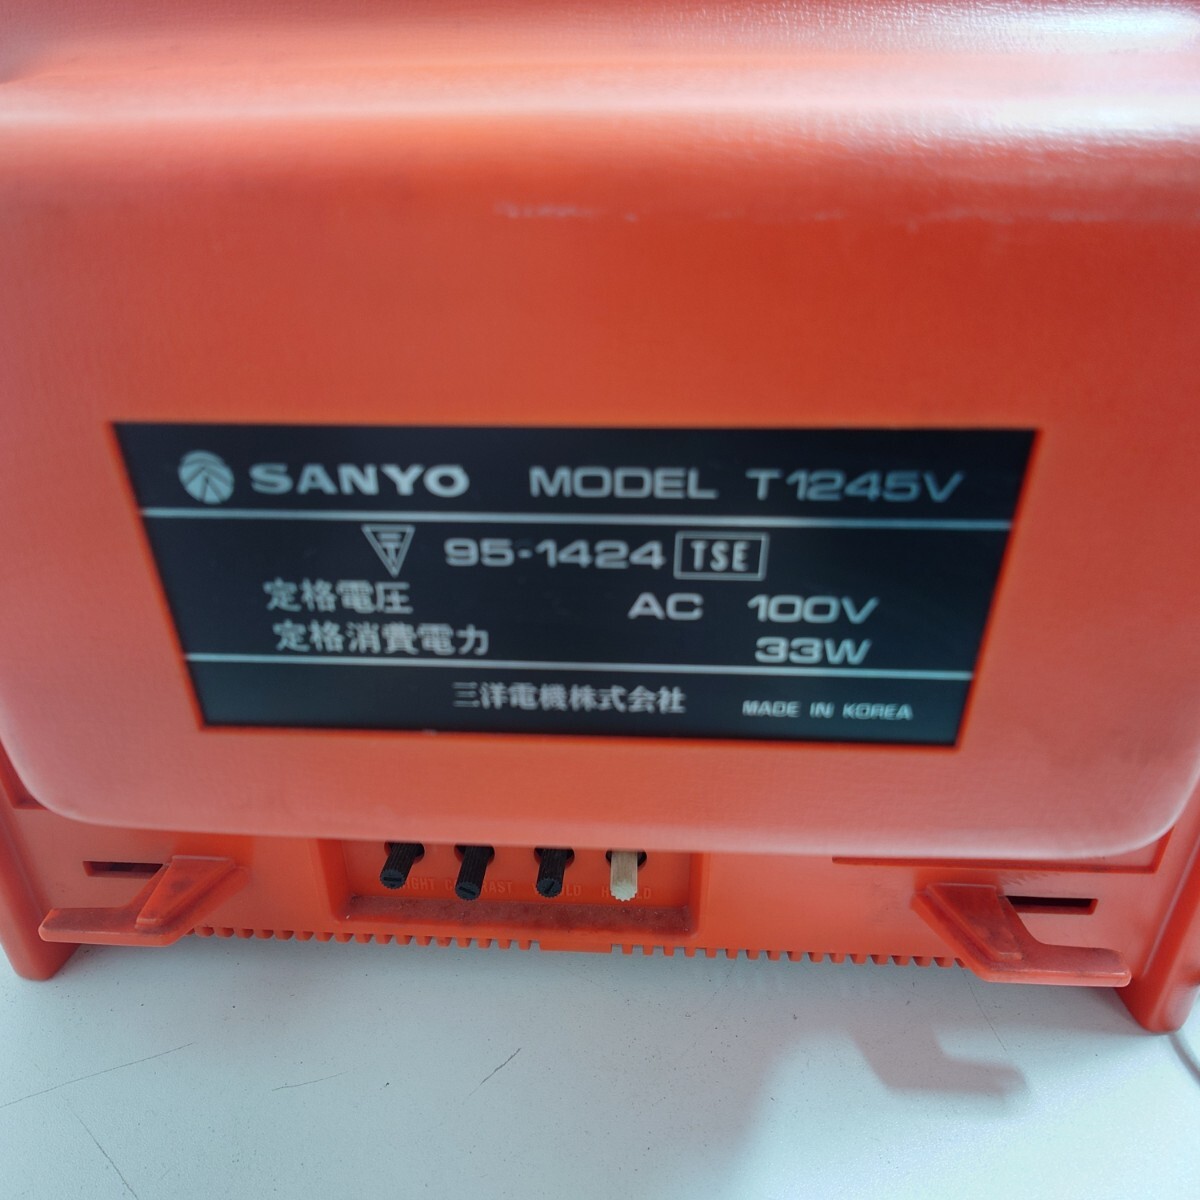 SANYO MODEL T1245V
〒 95-1424 TSE
定格電圧 AC 100V
定格消費電力 33W
三洋電機株式会社 MADE IN KOREA